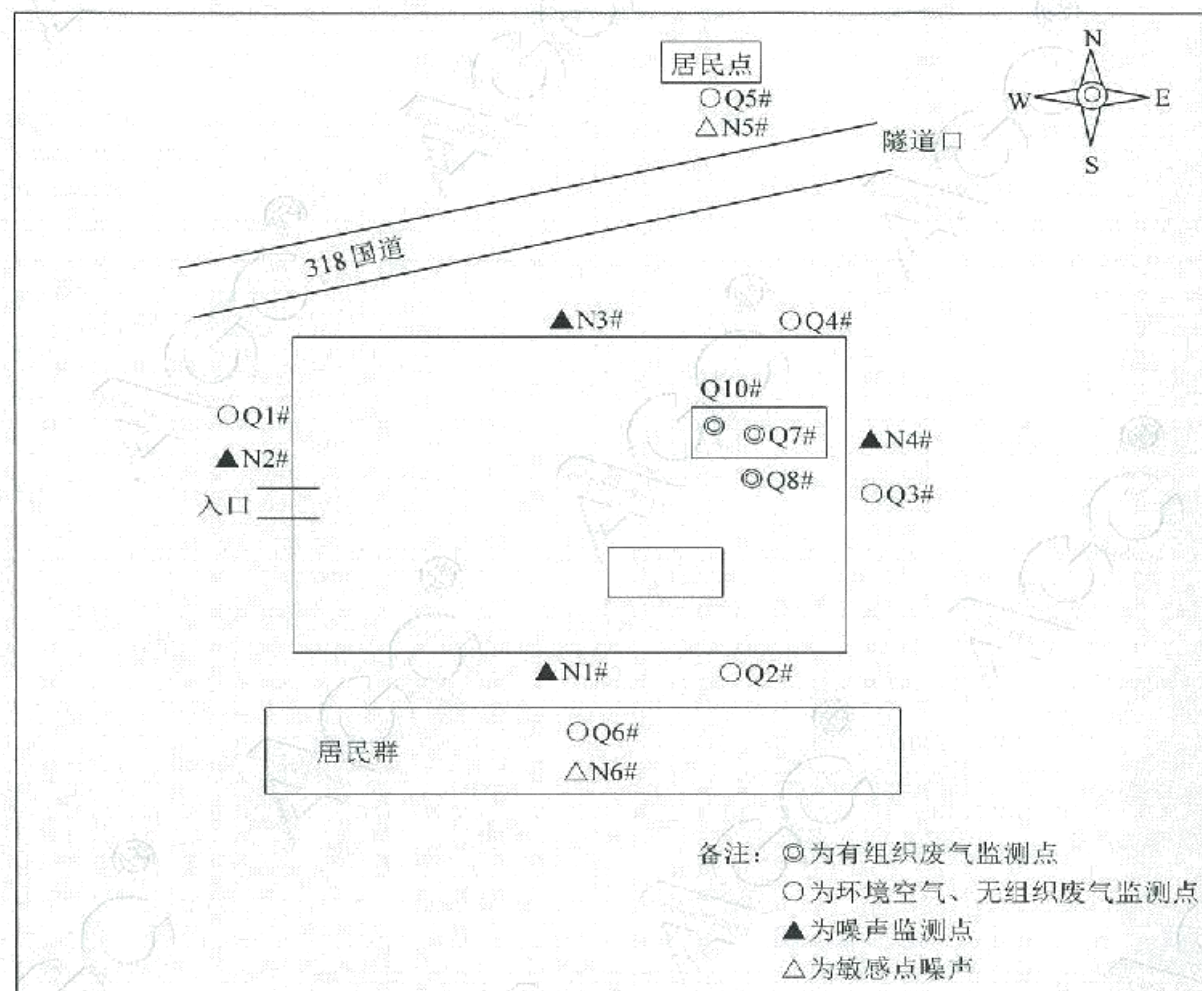 居民点
Q5#
N5#
N
W
E
S
隧道口
318国道
N3#
Q4#
Q10#
Q1#
Q7#
N4#
N2#
Q8#
Q3#
入口
N1#
Q2#
Q6#
居民群
N6#
备注：◎为有组织废气监测点
○为环境空气、无组织废气监测点
▲为噪声监测点
△为敏感点噪声